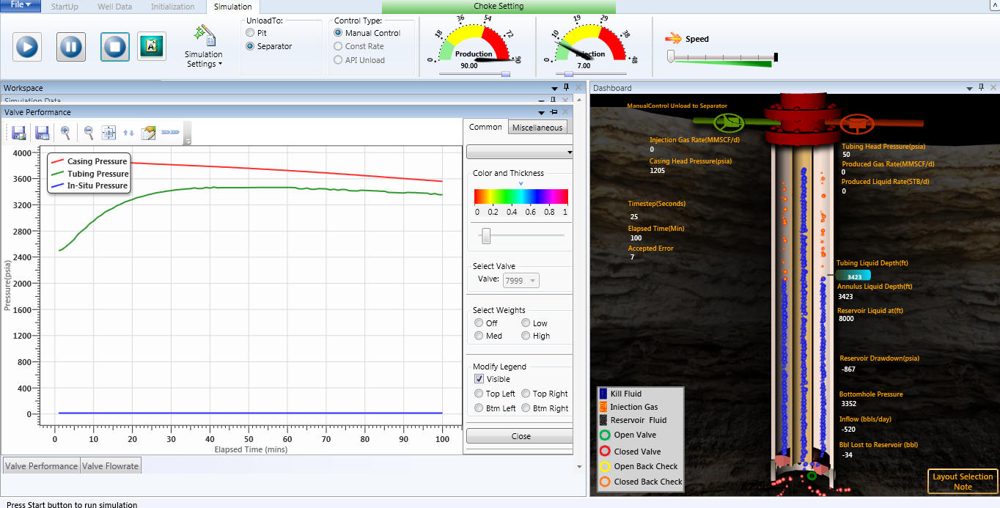 File
StartUp
Well Data
Initialization
Simulation
Choke Setting
Simulation
Settings
UnloadTo:
Pit
Separator
Control Type:
Manual Control
Const Rate
API Unload
0 18 36 54 72 90
Production
90.00
0 10 19 29 38 48
Injection
7.00
Speed
Workspace
Simulation Data
Valve Performance
Casing Pressure
Tubing Pressure
In-Situ Pressure
4000
3600
3200
2800
2400
2000
1600
1200
800
400
0
Pressure(psia)
0 10 20 30 40 50 60 70 80 90 100
Elapsed Time (mins)
Common
Miscellaneous
Color and Thickness
0 0.2 0.4 0.6 0.8 1
Select Valve
Valve: 7999
Select Weights
Off Low
Med High
Modify Legend
Visible
Top Left Top Right
Btm Left Btm Right
Close
Valve Performance
Valve Flowrate
Press Start button to run simulation
Dashboard
ManualControl Unload to Separator
Injection Gas Rate(MMSCF/d)
0
Casing Head Pressure(psia)
1205
Timestep(Seconds)
25
Elapsed Time(Min)
100
Accepted Error
7
Tubing Head Pressure(psia)
50
Produced Gas Rate(MMSCF/d)
0
Produced Liquid Rate(STB/d)
0
Tubing Liquid Depth(ft)
3423
Annulus Liquid Depth(ft)
3423
Reservoir Liquid at(ft)
8000
Reservoir Drawdown(psia)
-867
Bottomhole Pressure
3352
Inflow (bbls/day)
-520
Bbl Lost to Reservoir (bbl)
-34
Kill Fluid
Injection Gas
Reservoir Fluid
Open Valve
Closed Valve
Open Back Check
Closed Back Check
Layout Selection
Note